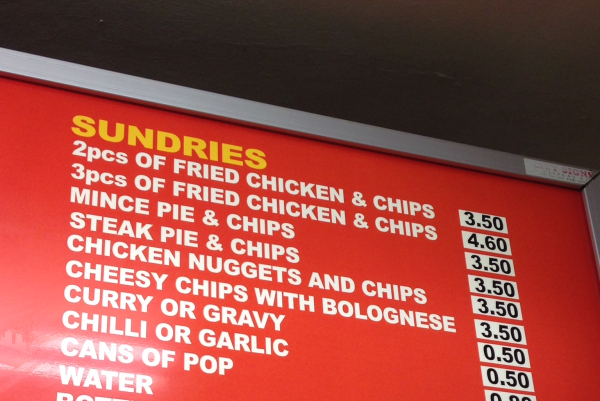 SUNDRIES
2pcs OF FRIED CHICKEN & CHIPS 3.50
3pcs OF FRIED CHICKEN & CHIPS 4.60
MINCE PIE & CHIPS 3.50
STEAK PIE & CHIPS 3.50
CHICKEN NUGGETS AND CHIPS 3.50
CHEESY CHIPS WITH BOLOGNESE 3.50
CURRY OR GRAVY 0.50
CHILLI OR GARLIC 0.50
CANS OF POP
WATER